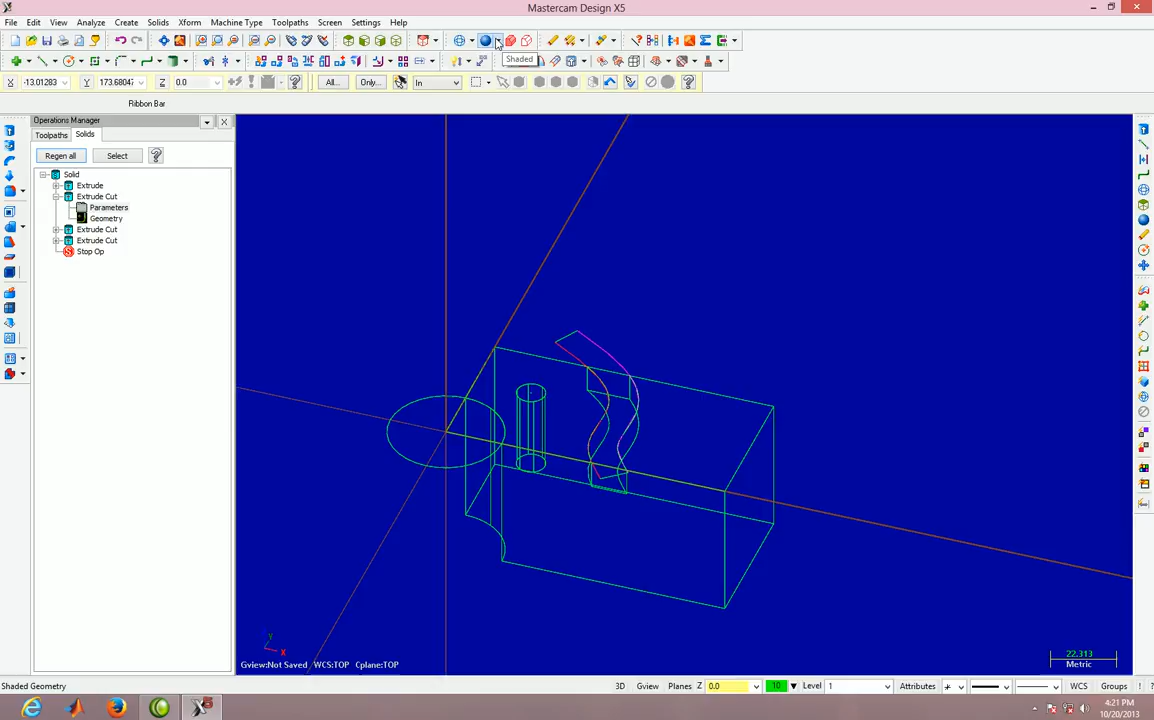 Mastercam Design X5
File Edit View Analyze Create Solids Xform Machine Type Toolpaths Screen Settings Help
Shaded
X -13.01283 Y 173.68047 Z 0.0 All... Only... In
Ribbon Bar
Operations Manager
Toolpaths Solids
Regen all Select
Solid
Extrude
Extrude Cut
Parameters
Geometry
Extrude Cut
Extrude Cut
Stop Op
Y
X
22.313
Metric
Gview:Not Saved WCS:TOP Cplane:TOP
Shaded Geometry 3D Gview Planes Z 0.0 10 Level 1 Attributes WCS Groups ! ?
4:21 PM
10/20/2013